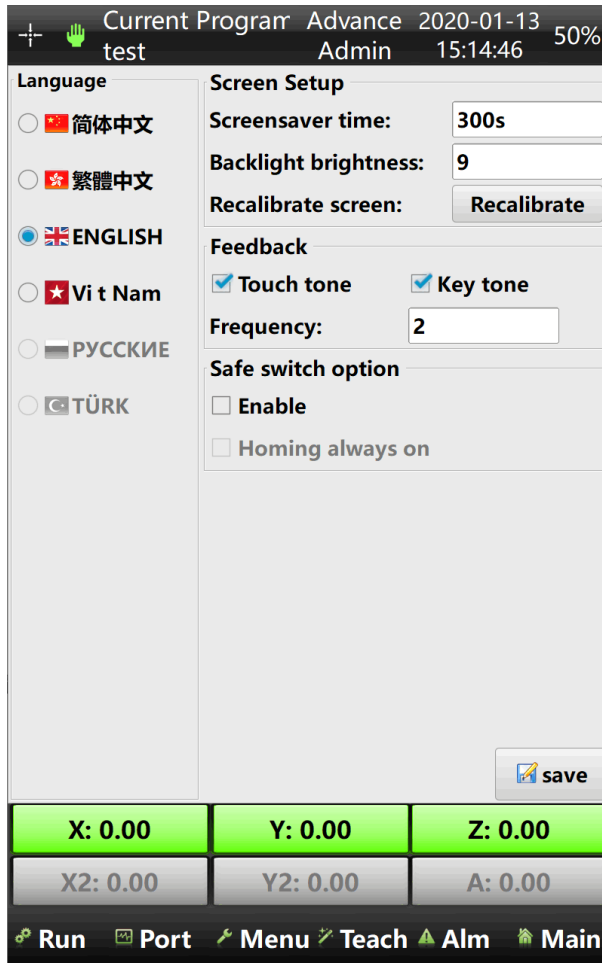 Current Program Advance 2020-01-13 50%
test Admin 15:14:46
Language
简体中文
繁體中文
ENGLISH
Vi t Nam
РУССКИЕ
TÜRK
Screen Setup
Screensaver time: 300s
Backlight brightness: 9
Recalibrate screen: Recalibrate
Feedback
Touch tone Key tone
Frequency: 2
Safe switch option
Enable
Homing always on
save
X: 0.00 Y: 0.00 Z: 0.00
X2: 0.00 Y2: 0.00 A: 0.00
Run Port Menu Teach Alm Main